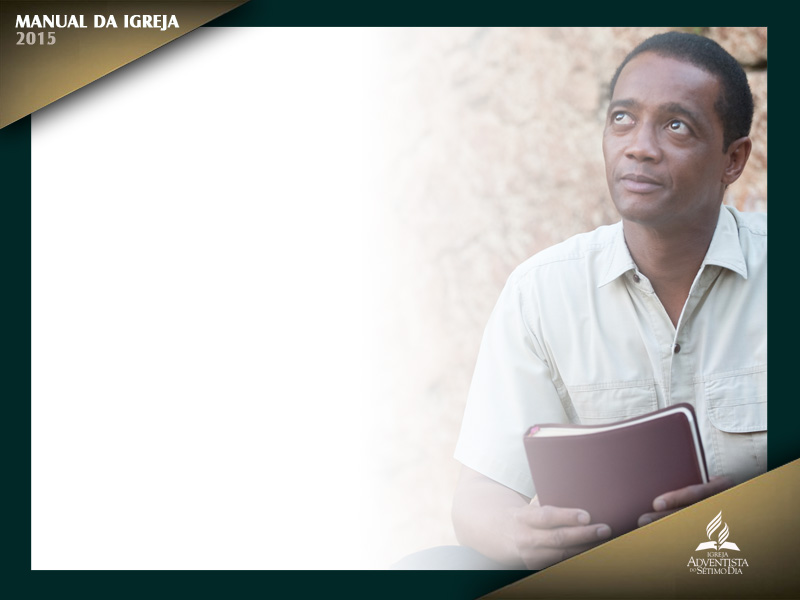 MANUAL DA IGREJA
2015
IGREJA
ADVENTISTA
DO SÉTIMO DIA